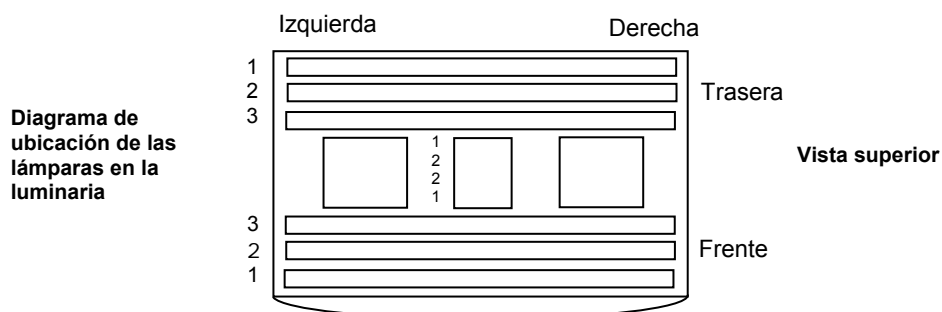 Izquierda Derecha
1
2 Trasera
3
Diagrama de
ubicación de las
lámparas en la
luminaria
1
2
2
1
Vista superior
3
2 Frente
1